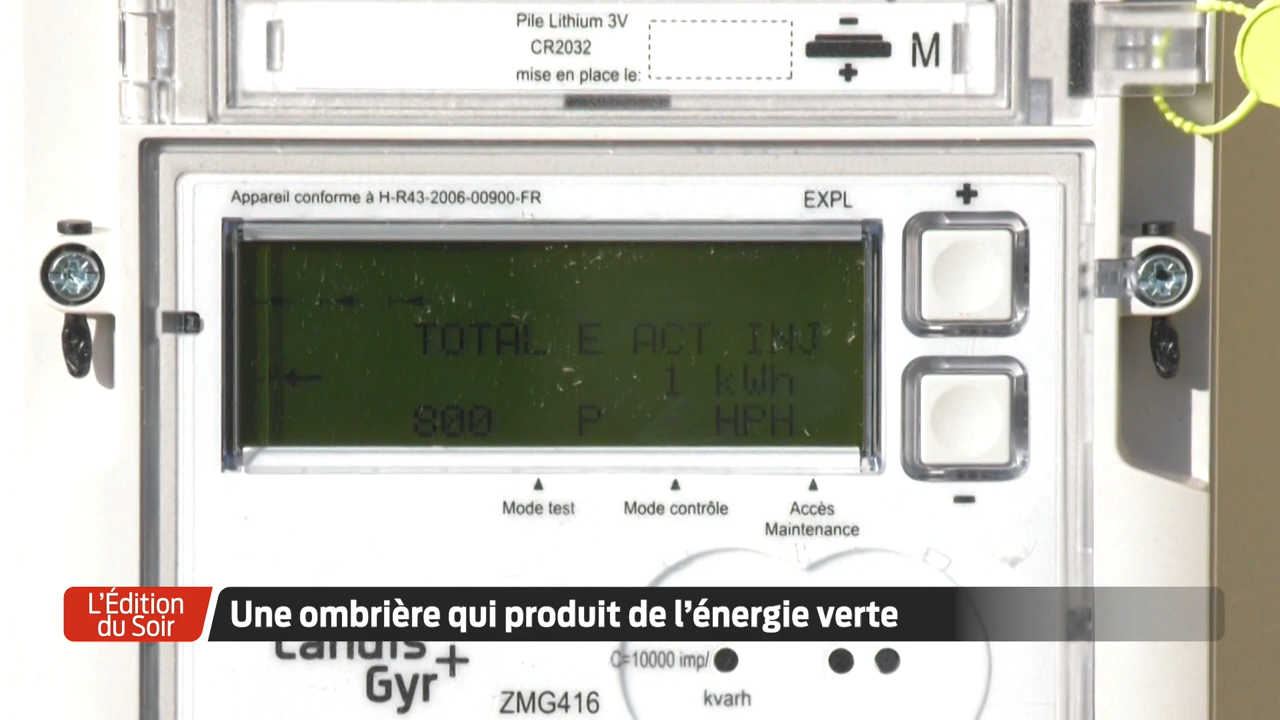 Pile Lithium 3V
CR2032
mise en place le:
M
Appareil conforme à H-R43-2006-00900-FR
EXPL
TOTAL E ACT INJ
1 kWh
800 P HPH
Mode test
Mode contrôle
Accès
Maintenance
L'Édition
du Soir
Une ombrière qui produit de l'énergie verte
Landis
Gyr+
C=10000 imp/
kvarh
ZMG416